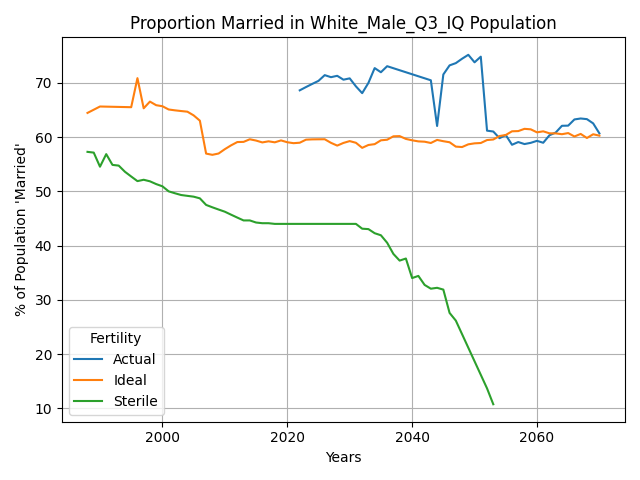 Proportion Married in White_Male_Q3_IQ Population
% of Population 'Married'
70
60
50
40
30
20
10
Fertility
Actual
Ideal
Sterile
2000 2020 2040 2060
Years